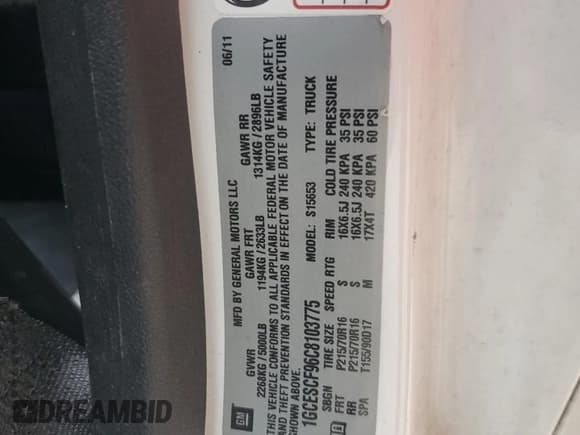 MFD BY GENERAL MOTORS LLC 06/11
GVWR GAWR FRT GAWR RR
2268KG / 5000LB 1194KG / 2633LB 1314KG / 2896LB
THIS VEHICLE CONFORMS TO ALL APPLICABLE FEDERAL MOTOR VEHICLE SAFETY
AND THEFT PREVENTION STANDARDS IN EFFECT ON THE DATE OF MANUFACTURE
SHOWN ABOVE.
GM
1GCESCF96C8103775 MODEL: S15653 TYPE: TRUCK
SBGN TIRE SIZE SPEED RTG RIM COLD TIRE PRESSURE
FRT P215/70R16 S 16X6.5J 240 KPA 35 PSI
RR P215/70R16 S 16X6.5J 240 KPA 35 PSI
SPA T155/90D17 M 17X4T 420 KPA 60 PSI
DREAMBID